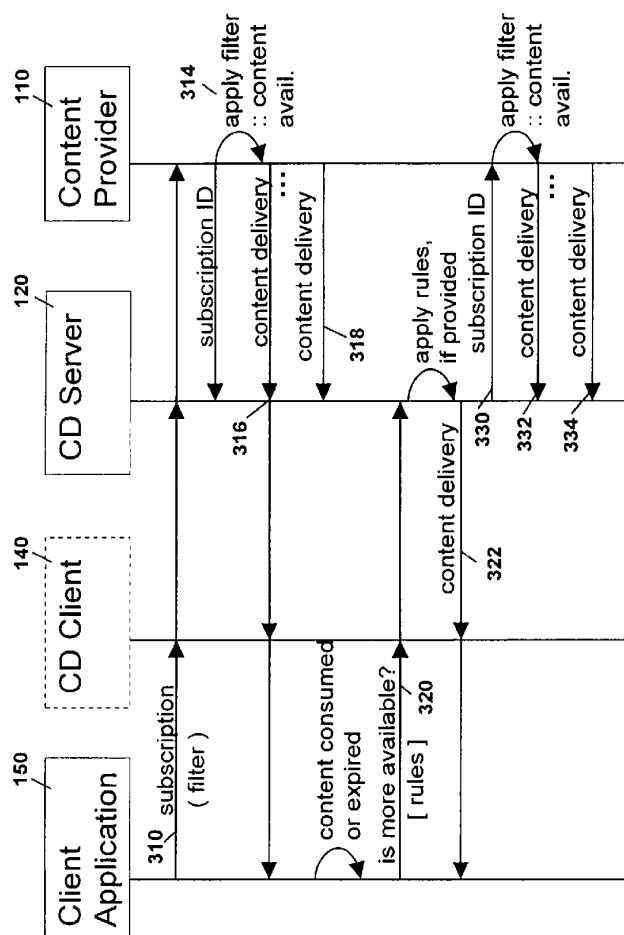 150
Client
Application
140
CD Client
120
CD Server
110
Content
Provider
310
subscription
( filter )
subscription ID
314
apply filter
:: content
avail.
316
content delivery
...
content delivery
318
content consumed
or expired
is more available?
320
[ rules ]
apply rules,
if provided
content delivery
322
330
subscription ID
apply filter
:: content
avail.
332
content delivery
...
334
content delivery